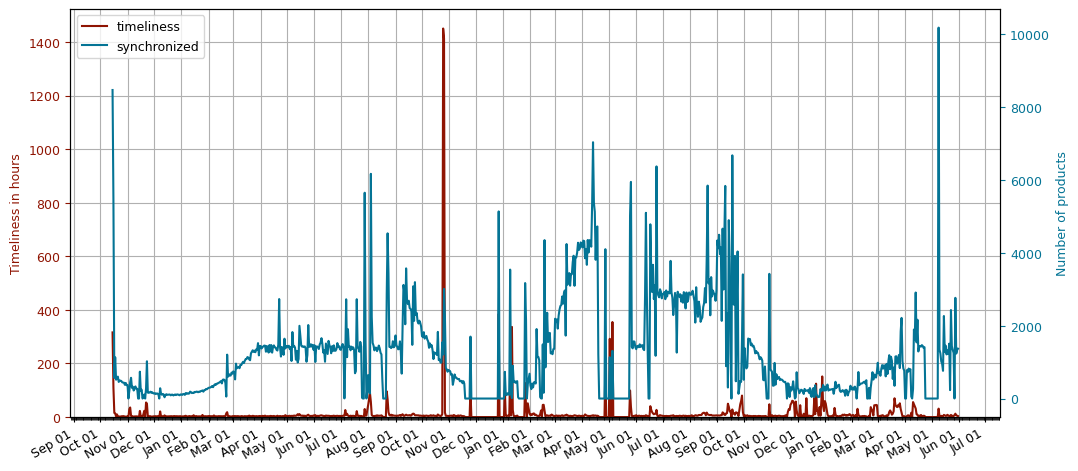 timeliness
synchronized
Timeliness in hours
1400
1200
1000
800
600
400
200
0
10000
8000
6000
4000
2000
0
Number of products
Sep 01 Oct 01 Nov 01 Dec 01 Jan 01 Feb 01 Mar 01 Apr 01 May 01 Jun 01 Jul 01 Aug 01 Sep 01 Oct 01 Nov 01 Dec 01 Jan 01 Feb 01 Mar 01 Apr 01 May 01 Jun 01 Jul 01 Aug 01 Sep 01 Oct 01 Nov 01 Dec 01 Jan 01 Feb 01 Mar 01 Apr 01 May 01 Jun 01 Jul 01